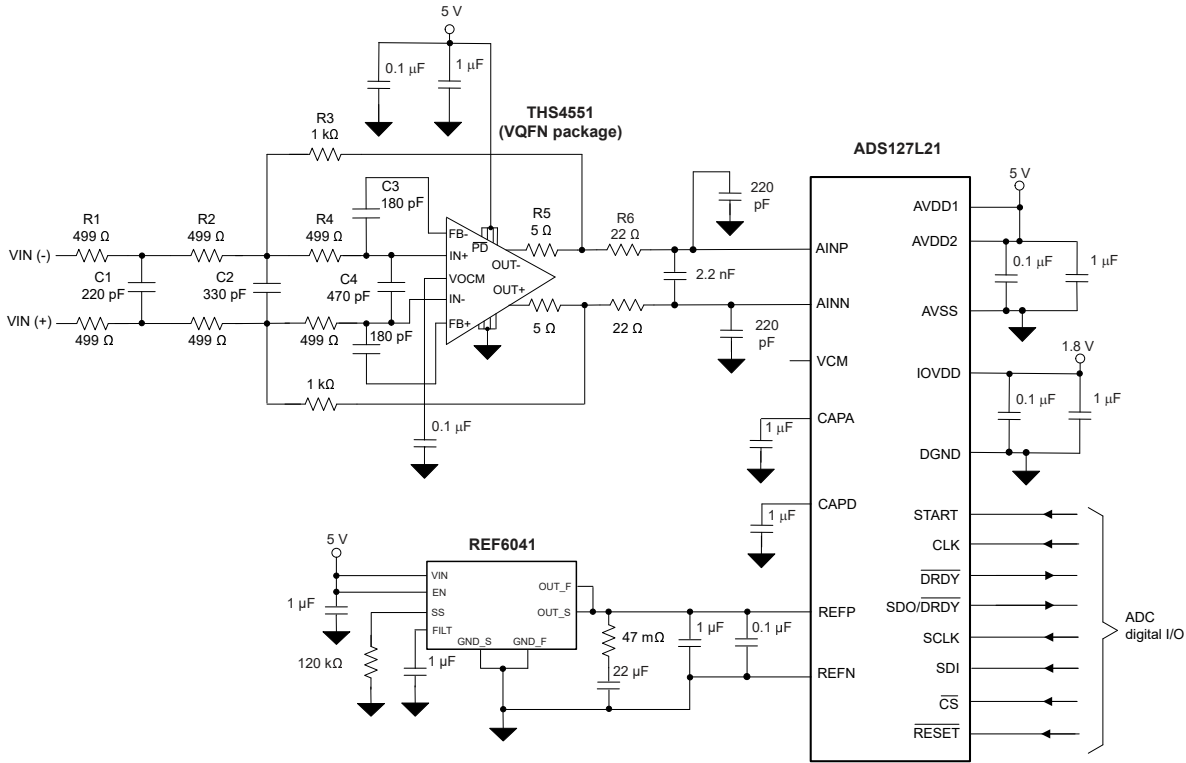 5 V
0.1 µF
1 µF
THS4551
(VQFN package)
R3
1 kΩ
ADS127L21
5 V
C3
180 pF
220
pF
AVDD1
R1
499 Ω
R2
499 Ω
R4
499 Ω
R5
5 Ω
R6
22 Ω
FB-
PD
VIN (-)
IN+
OUT-
AINP
AVDD2
C1
220 pF
C2
330 pF
C4
470 pF
VOCM
2.2 nF
0.1 µF
1 µF
OUT+
IN-
AINN
AVSS
VIN (+)
FB+
499 Ω
499 Ω
499 Ω
180 pF
5 Ω
22 Ω
220
pF
1.8 V
VCM
IOVDD
1 kΩ
0.1 µF
1 µF
0.1 µF
1 µF
CAPA
DGND
1 µF
CAPD
START
5 V
REF6041
CLK
VIN
EN
OUT_F
DRDY
1 µF
SS
OUT_S
REFP
SDO/DRDY
FILT
GND_S
GND_F
47 mΩ
1 µF
0.1 µF
SCLK
ADC
digital I/O
120 kΩ
1 µF
22 µF
REFN
SDI
CS
RESET